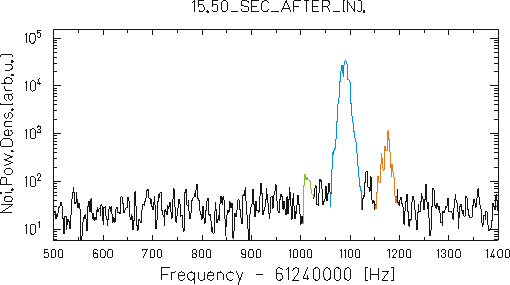 15.50_SEC_AFTER_INJ.
Noi.Pow.Dens.[arb.u.]
10^5
10^4
10^3
10^2
10^1
500 600 700 800 900 1000 1100 1200 1300 1400
Frequency - 61240000 [Hz]